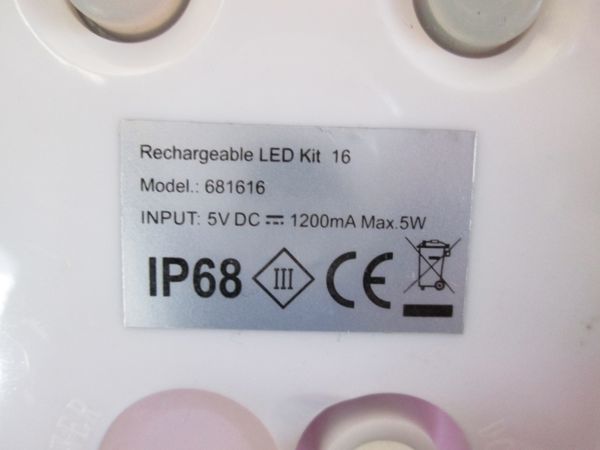 Rechargeable LED Kit 16
Model.: 681616
INPUT: 5V DC ⎓ 1200mA Max.5W
IP68 III CE